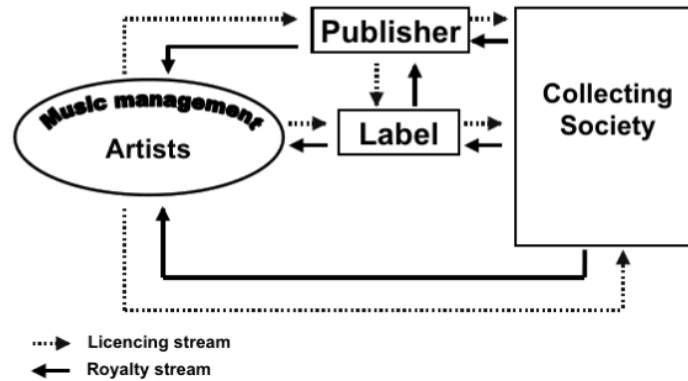 Publisher
Music management
Artists
Label
Collecting
Society
Licencing stream
Royalty stream